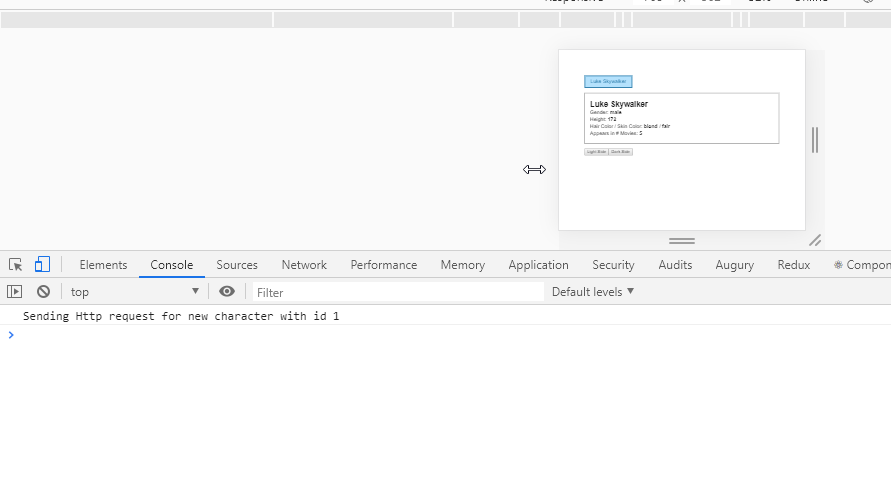 Luke Skywalker
Luke Skywalker
Gender: male
Height: 172
Hair Color / Skin Color: blond / fair
Appears in # Movies: 5
Light Side Dark Side
Elements Console Sources Network Performance Memory Application Security Audits Augury Redux Compon
top Filter Default levels
Sending Http request for new character with id 1